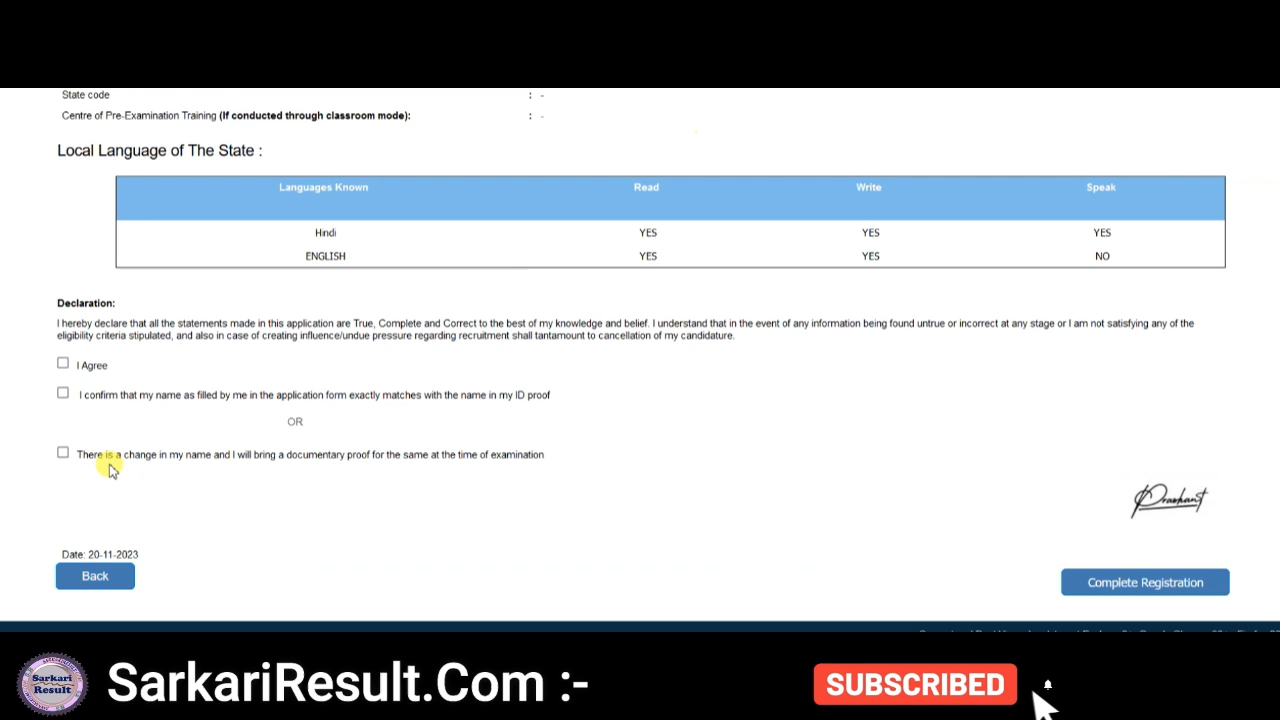 State code : -
Centre of Pre-Examination Training (If conducted through classroom mode): : -
Local Language of The State :
Languages Known Read Write Speak
Hindi YES YES YES
ENGLISH YES YES NO
Declaration:
I hereby declare that all the statements made in this application are True, Complete and Correct to the best of my knowledge and belief. I understand that in the event of any information being found untrue or incorrect at any stage or I am not satisfying any of the
eligibility criteria stipulated, and also in case of creating influence/undue pressure regarding recruitment shall tantamount to cancellation of my candidature.
I Agree
I confirm that my name as filled by me in the application form exactly matches with the name in my ID proof
OR
There is a change in my name and I will bring a documentary proof for the same at the time of examination
Prashant
Date: 20-11-2023
Back
Complete Registration
Sarkari
Result
SarkariResult.Com :-
SUBSCRIBED